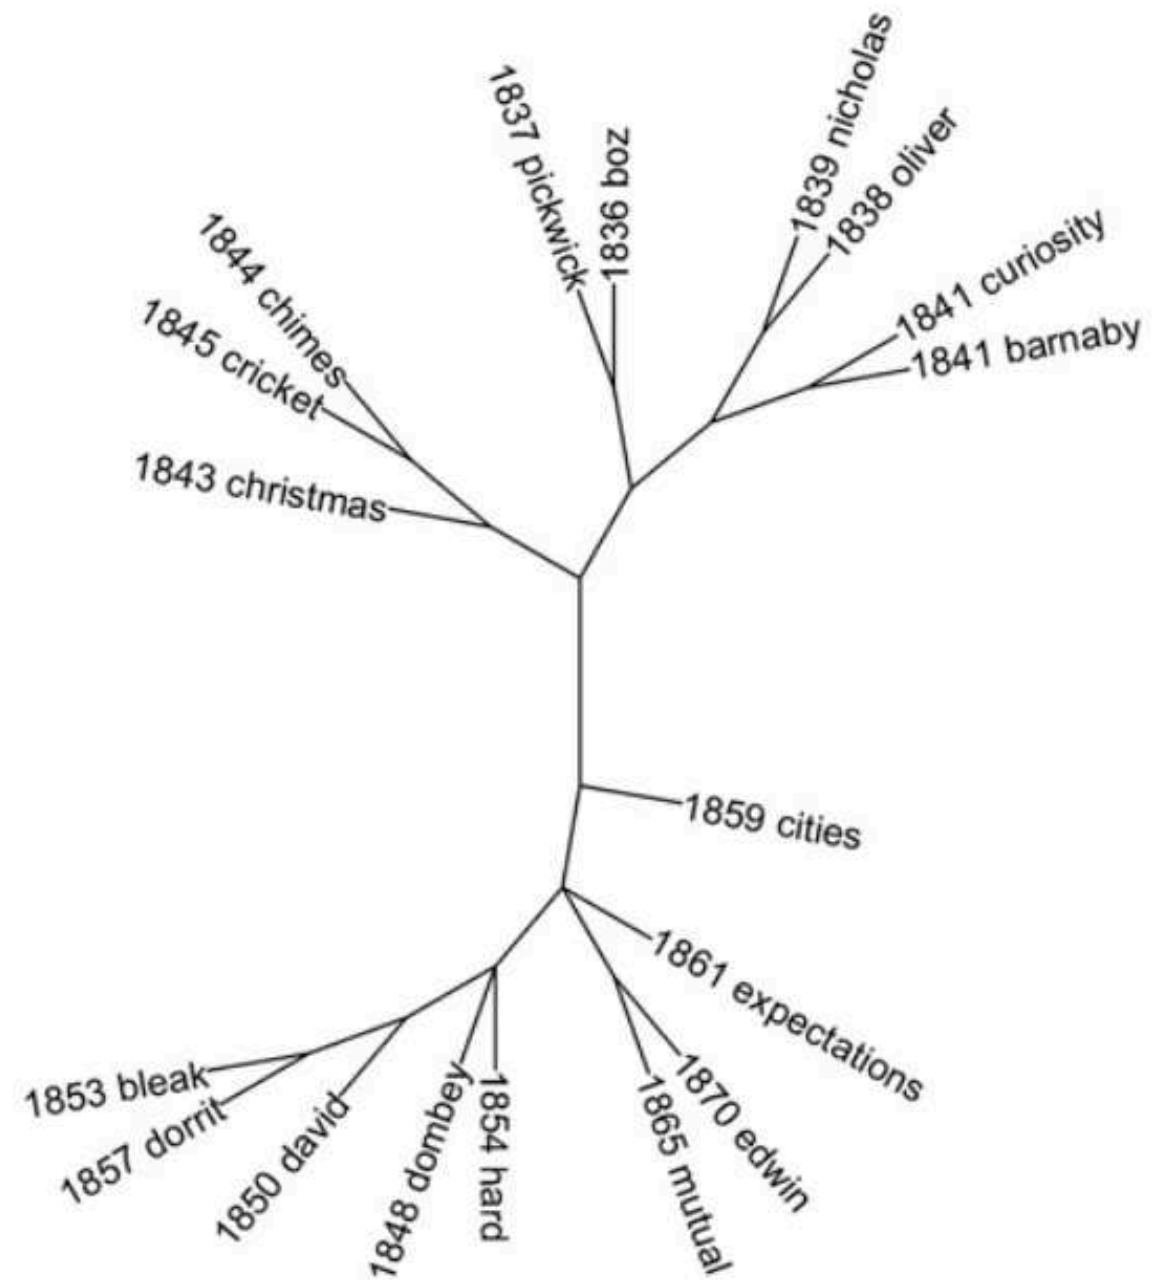 1839 nicholas
1837 pickwick
1836 boz
1838 oliver
1841 curiosity
1841 barnaby
1844 chimes
1845 cricket
1843 christmas
1859 cities
1861 expectations
1870 edwin
1865 mutual
1854 hard
1848 dombey
1850 david
1857 dorrit
1853 bleak